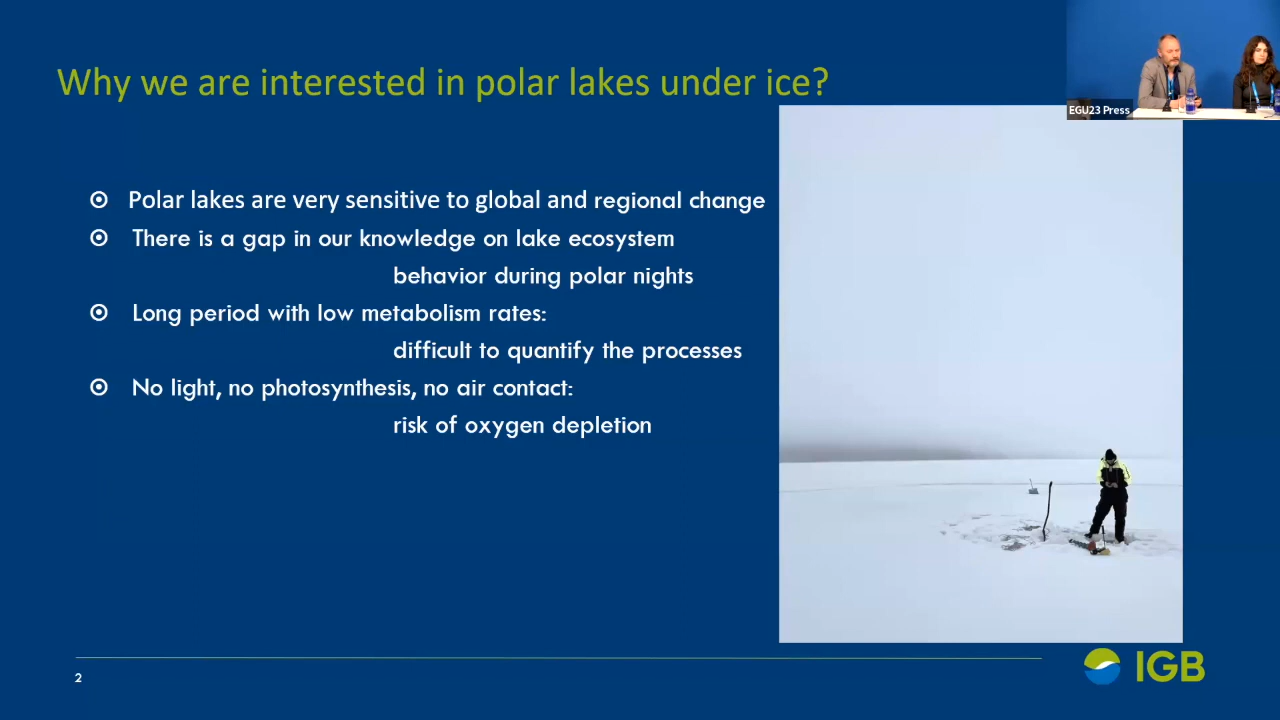 Why we are interested in polar lakes under ice?
EGU23 Press
Polar lakes are very sensitive to global and regional change
There is a gap in our knowledge on lake ecosystem
behavior during polar nights
Long period with low metabolism rates:
difficult to quantify the processes
No light, no photosynthesis, no air contact:
risk of oxygen depletion
2
IGB